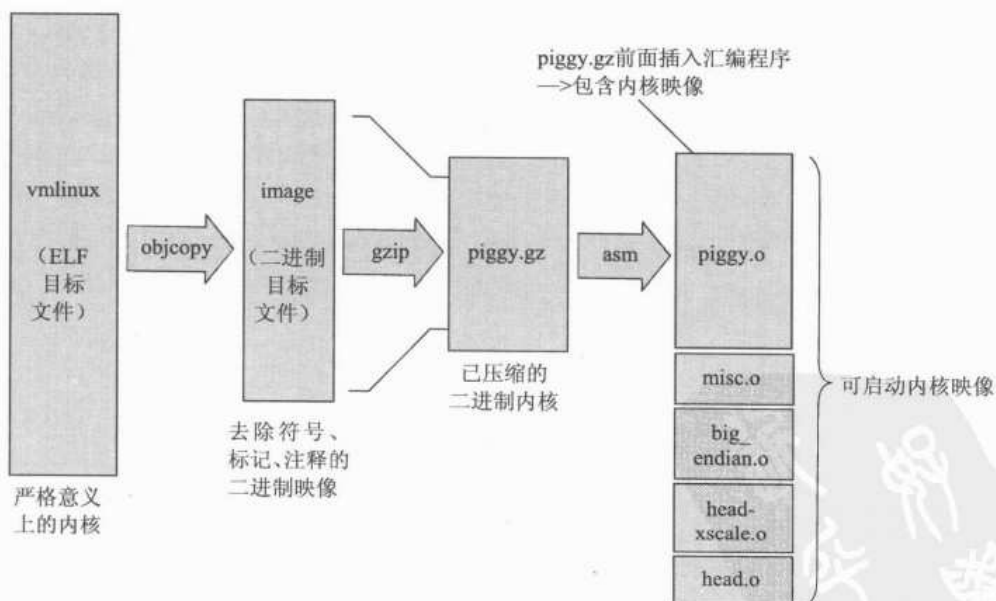 piggy.gz前面插入汇编程序
—>包含内核映像
vmlinux
（ELF
目标
文件）
objcopy
image
（二进制
目标
文件）
gzip
piggy.gz
asm
piggy.o
misc.o
big_
endian.o
head-
xscale.o
head.o
可启动内核映像
已压缩的
二进制内核
去除符号、
标记、注释的
二进制映像
严格意义
上的内核